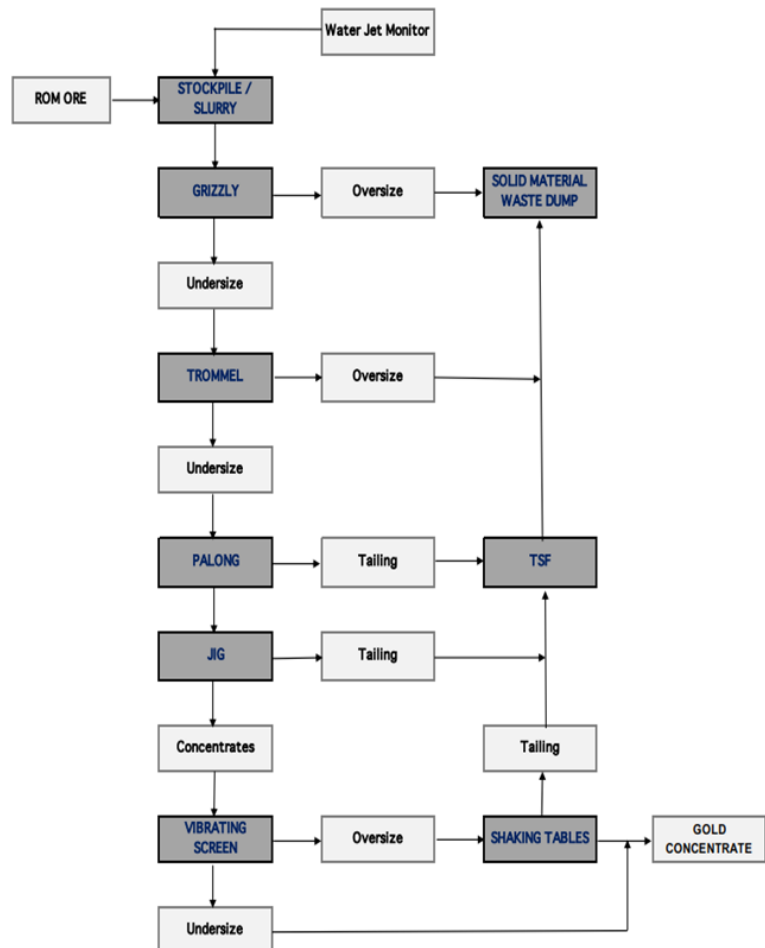 Water Jet Monitor
ROM ORE
STOCKPILE /
SLURRY
GRIZZLY
Oversize
SOLID MATERIAL
WASTE DUMP
Undersize
TROMMEL
Oversize
Undersize
PALONG
Tailing
TSF
JIG
Tailing
Concentrates
Tailing
VIBRATING
SCREEN
Oversize
SHAKING TABLES
GOLD
CONCENTRATE
Undersize